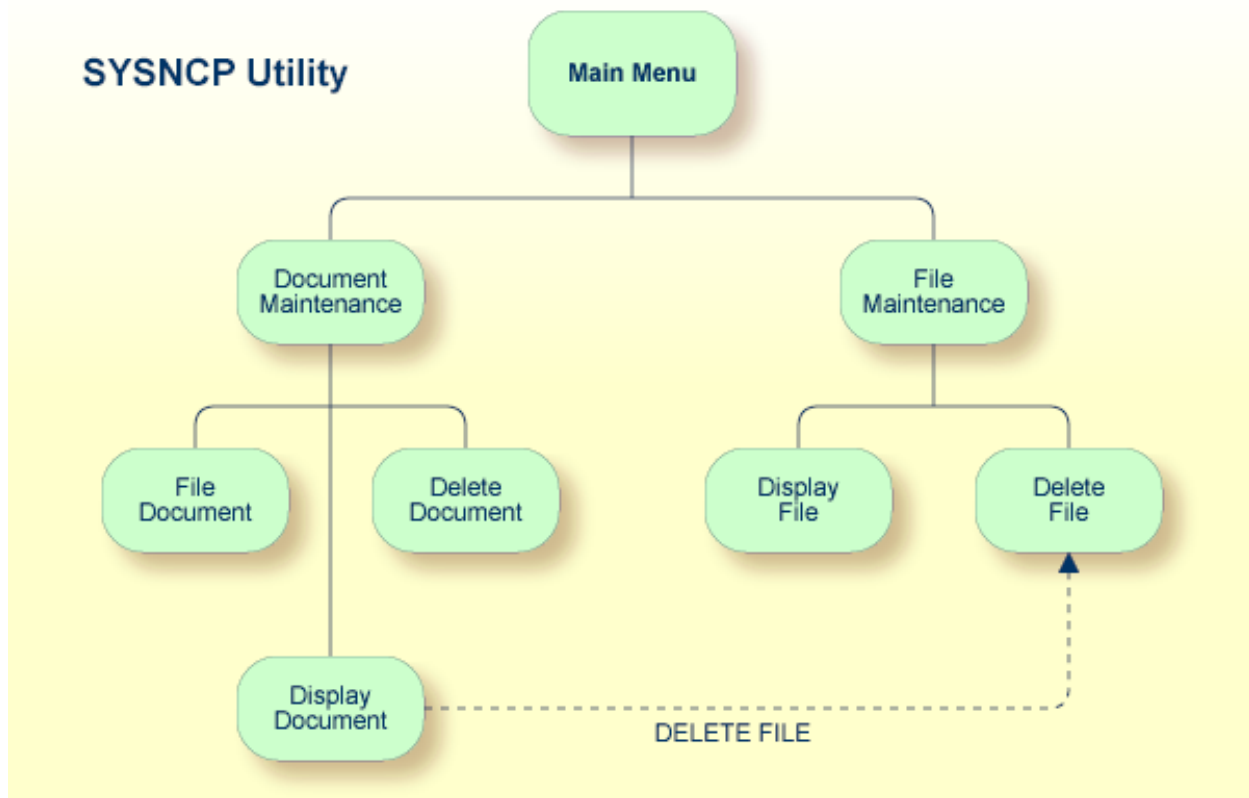 SYSNCP Utility
Main Menu
Document
Maintenance
File
Maintenance
File
Document
Delete
Document
Display
File
Delete
File
Display
Document
DELETE FILE